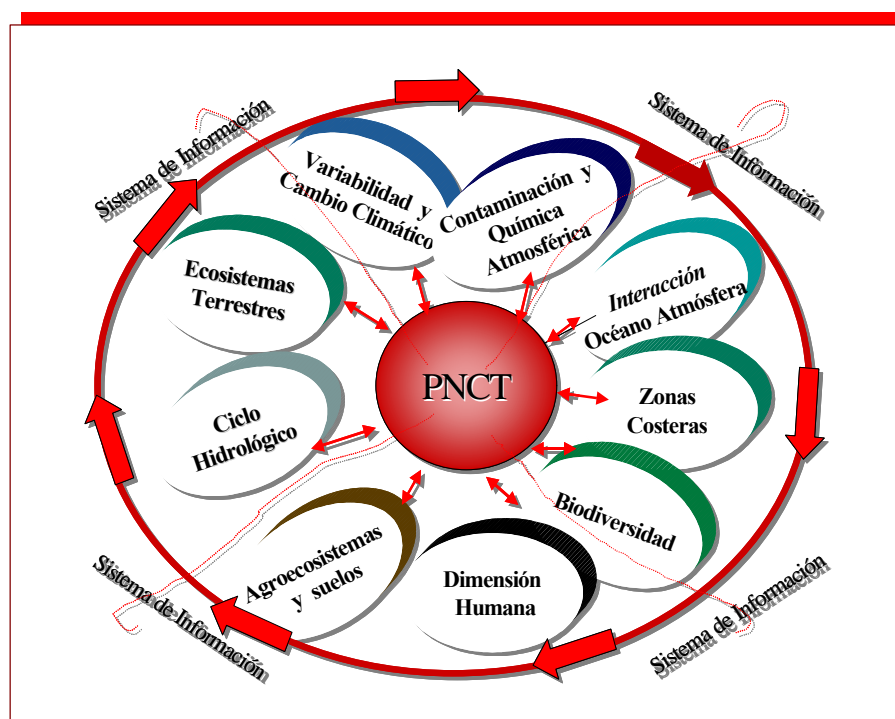 Sistema de Información
Sistema de Información
Variabilidad y
Cambio Climático
Contaminación y
Química
Atmosférica
Ecosistemas
Terrestres
Interacción
Océano Atmósfera
PNCT
Ciclo
Hidrológico
Zonas
Costeras
Biodiversidad
Agroecosistemas
y suelos
Dimensión
Humana
Sistema de Información
Sistema de Información